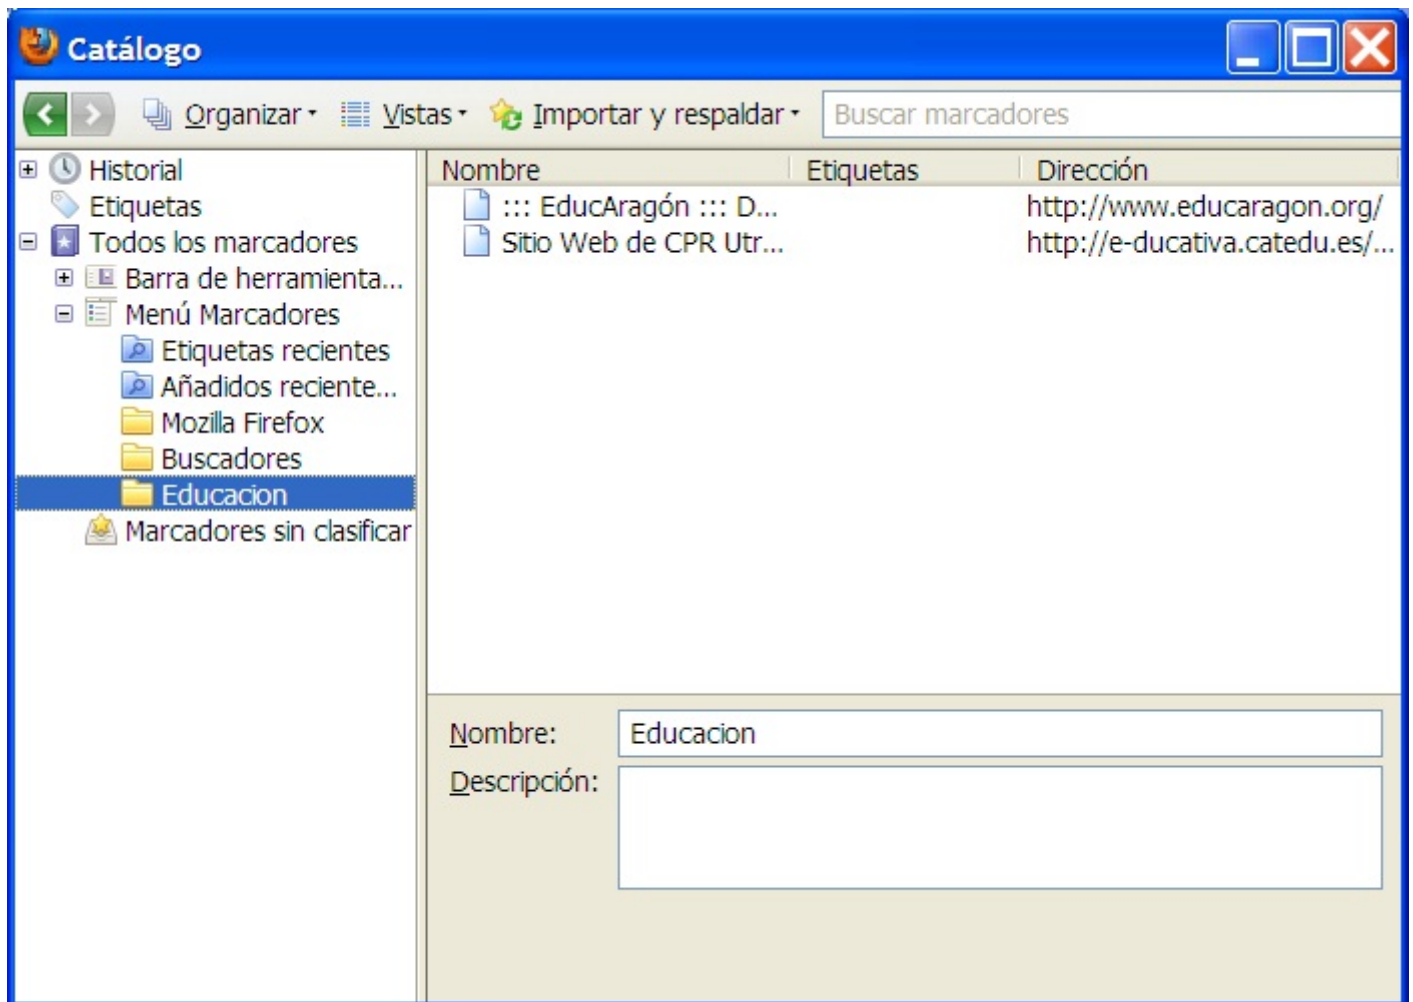 Catálogo
Organizar Vistas Importar y respaldar Buscar marcadores
Historial
Etiquetas
Todos los marcadores
Barra de herramienta...
Menú Marcadores
Etiquetas recientes
Añadidos reciente...
Mozilla Firefox
Buscadores
Educacion
Marcadores sin clasificar
Nombre Etiquetas Dirección
::: EducAragón ::: D... http://www.educaragon.org/
Sitio Web de CPR Utr... http://e-ducativa.catedu.es/...
Nombre: Educacion
Descripción: